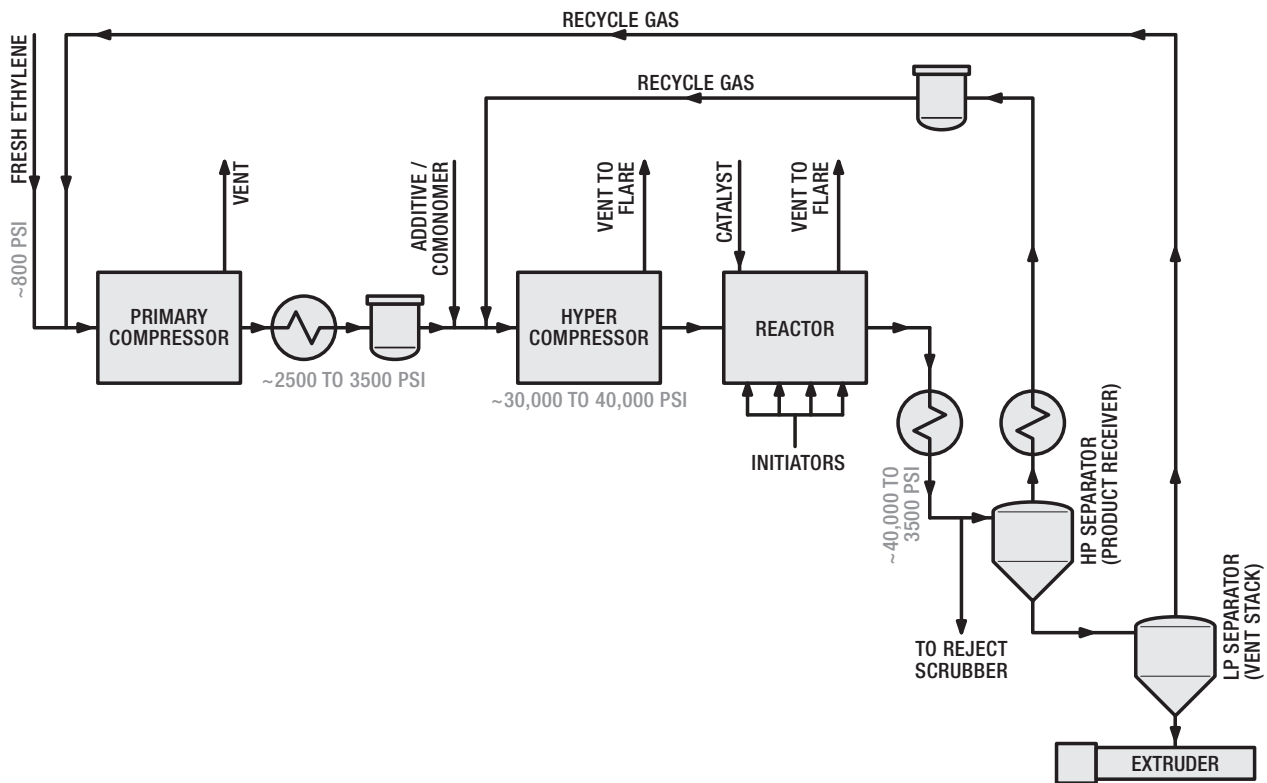 RECYCLE GAS
RECYCLE GAS
FRESH ETHYLENE
~800 PSI
VENT
ADDITIVE /
COMONOMER
VENT TO
FLARE
CATALYST
VENT TO
FLARE
PRIMARY
COMPRESSOR
~2500 TO 3500 PSI
HYPER
COMPRESSOR
~30,000 TO 40,000 PSI
REACTOR
INITIATORS
~40,000 TO
3500 PSI
HP SEPARATOR
(PRODUCT RECEIVER)
TO REJECT
SCRUBBER
LP SEPARATOR
(VENT STACK)
EXTRUDER